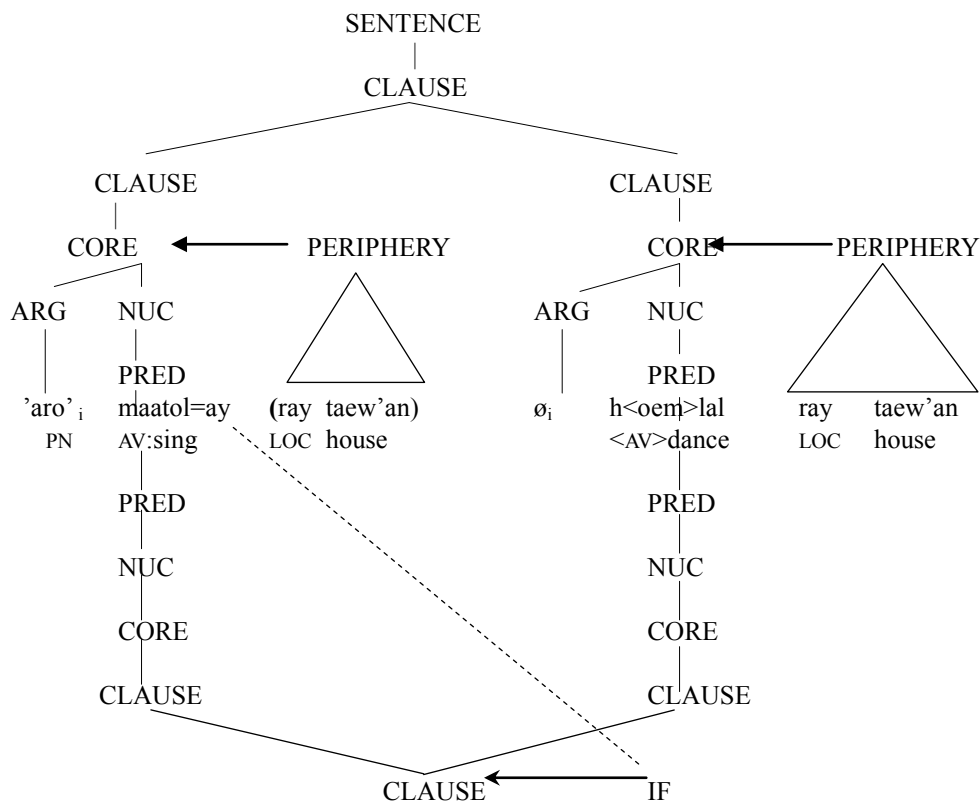 SENTENCE
CLAUSE
CLAUSE CLAUSE
CORE PERIPHERY CORE PERIPHERY
ARG NUC ARG NUC
PRED PRED
’aro’ i maatol=ay (ray taew’an) øi h<oem>lal ray taew’an
PN AV:sing LOC house <AV>dance LOC house
PRED PRED
NUC NUC
CORE CORE
CLAUSE CLAUSE
CLAUSE IF